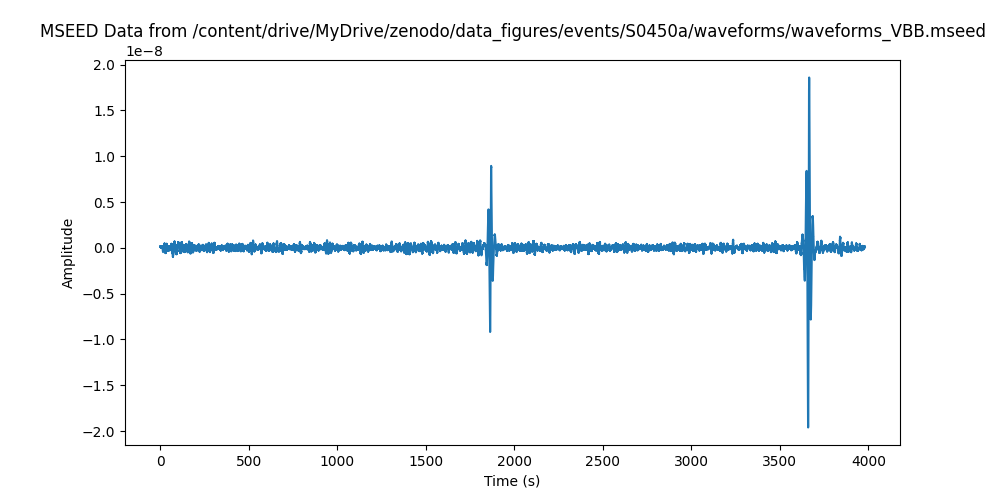 MSEED Data from /content/drive/MyDrive/zenodo/data_figures/events/S0450a/waveforms/waveforms_VBB.mseed
1e−8
2.0
1.5
1.0
0.5
0.0
−0.5
−1.0
−1.5
−2.0
Amplitude
0 500 1000 1500 2000 2500 3000 3500 4000
Time (s)